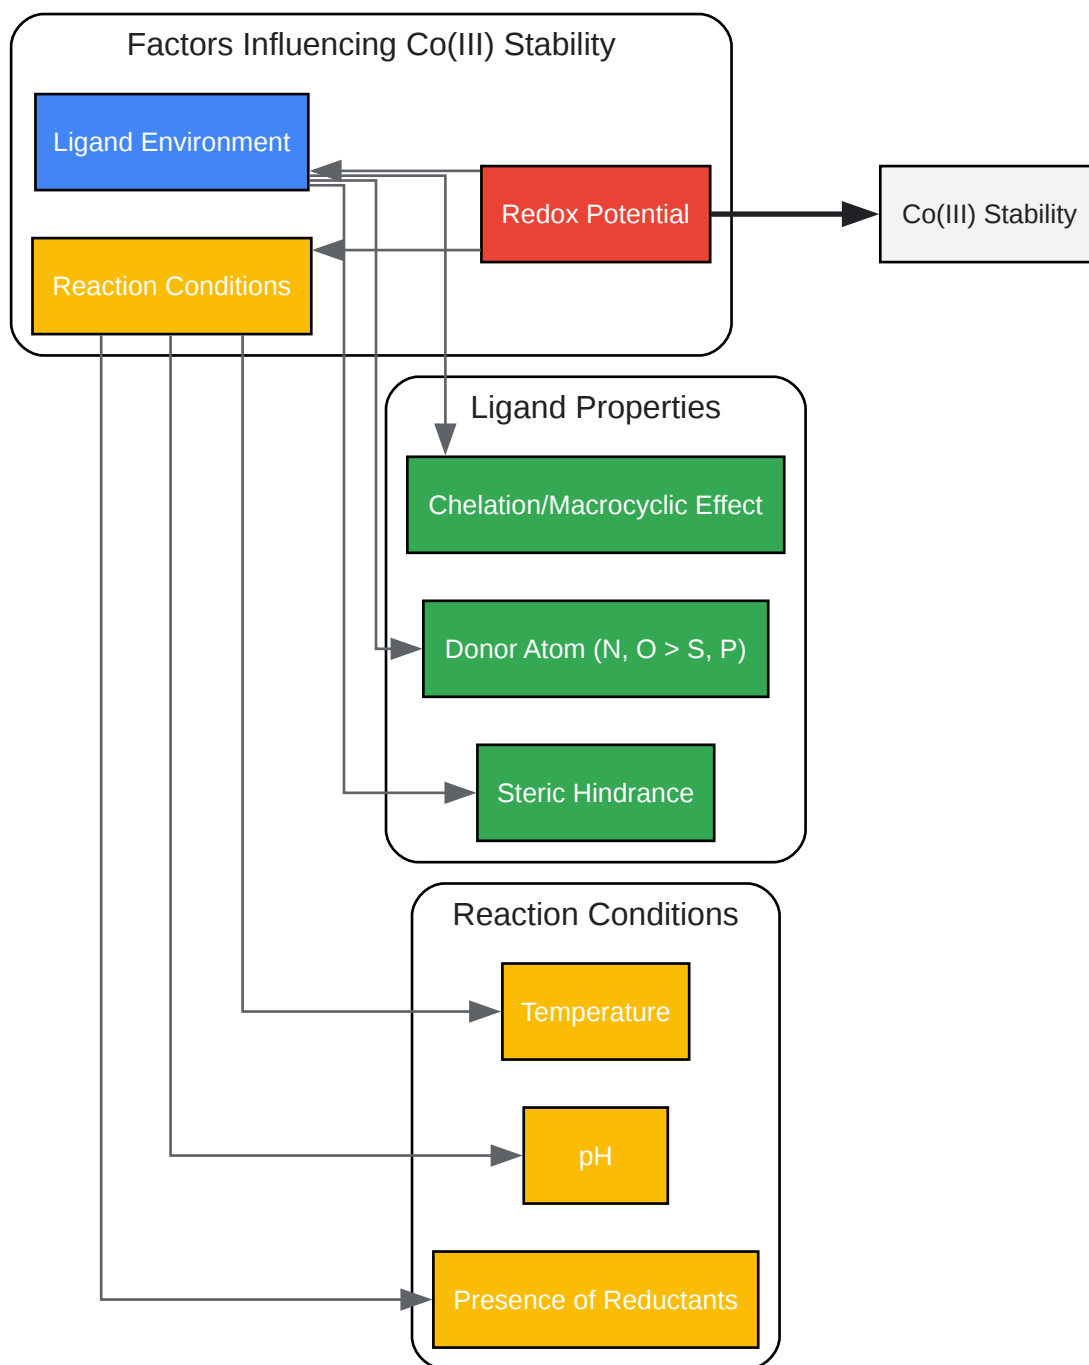 Factors Influencing Co(III) Stability
Ligand Environment
Redox Potential
Co(III) Stability
Reaction Conditions
Ligand Properties
Chelation/Macrocyclic Effect
Donor Atom (N, O > S, P)
Steric Hindrance
Reaction Conditions
Temperature
pH
Presence of Reductants